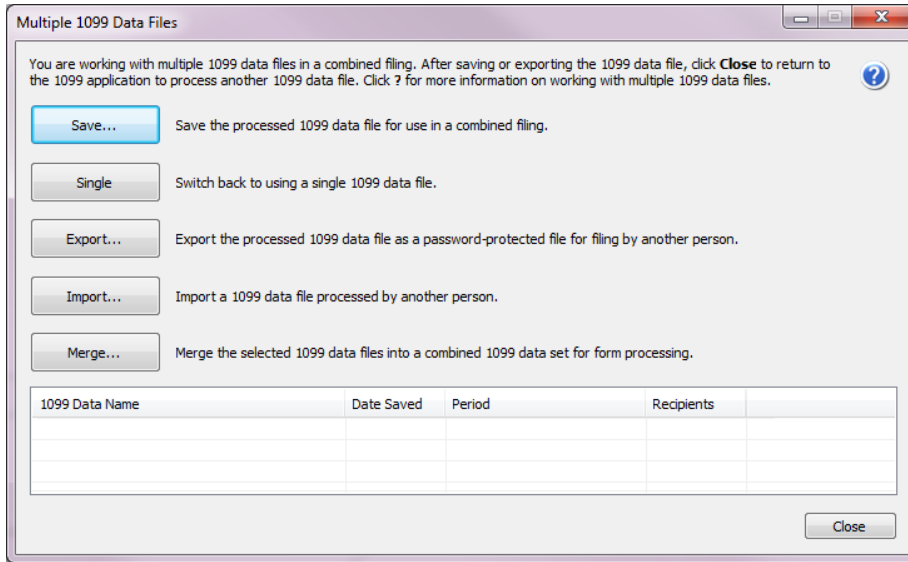 Multiple 1099 Data Files
You are working with multiple 1099 data files in a combined filing. After saving or exporting the 1099 data file, click Close to return to
the 1099 application to process another 1099 data file. Click ? for more information on working with multiple 1099 data files.
?
Save... Save the processed 1099 data file for use in a combined filing.
Single Switch back to using a single 1099 data file.
Export... Export the processed 1099 data file as a password-protected file for filing by another person.
Import... Import a 1099 data file processed by another person.
Merge... Merge the selected 1099 data files into a combined 1099 data set for form processing.
1099 Data Name Date Saved Period Recipients
Close